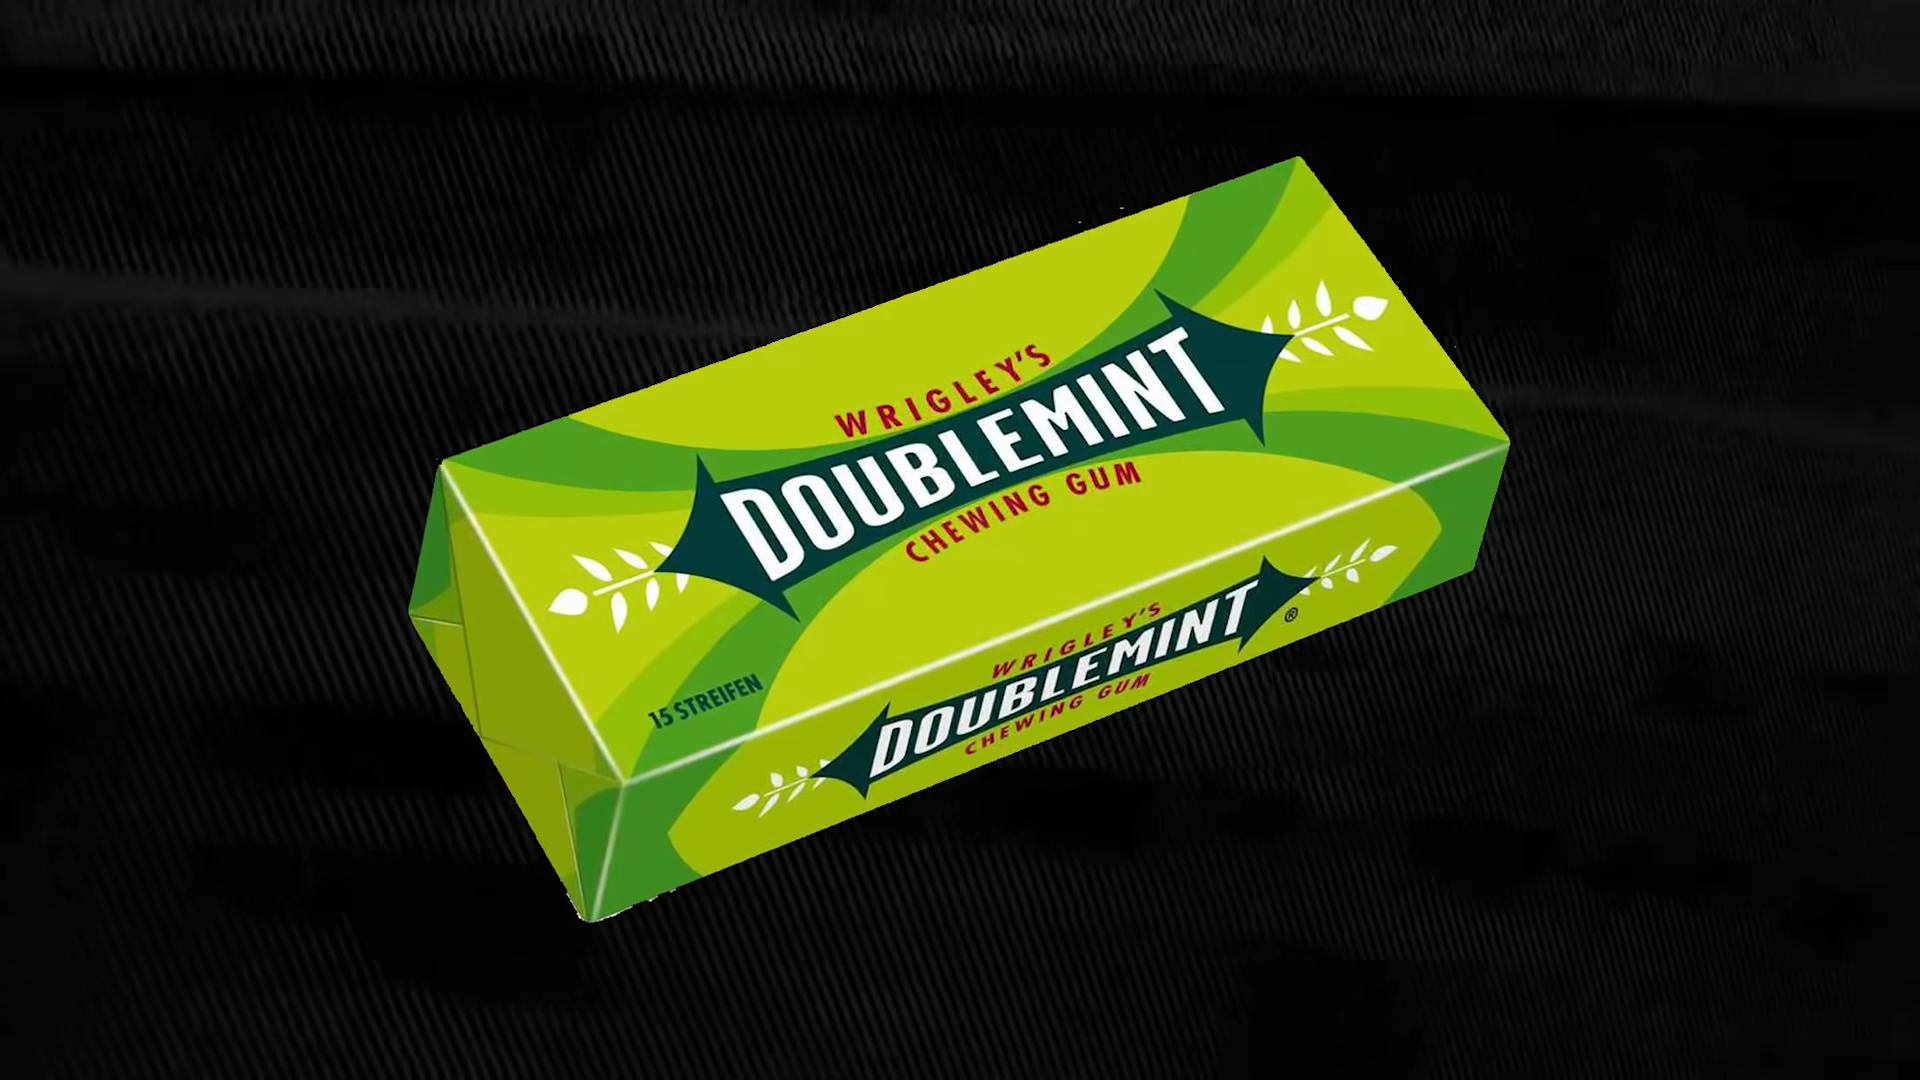 WRIGLEY'S
DOUBLEMINT
CHEWING GUM
15 STREIFEN
WRIGLEY'S
DOUBLEMINT
®
CHEWING GUM